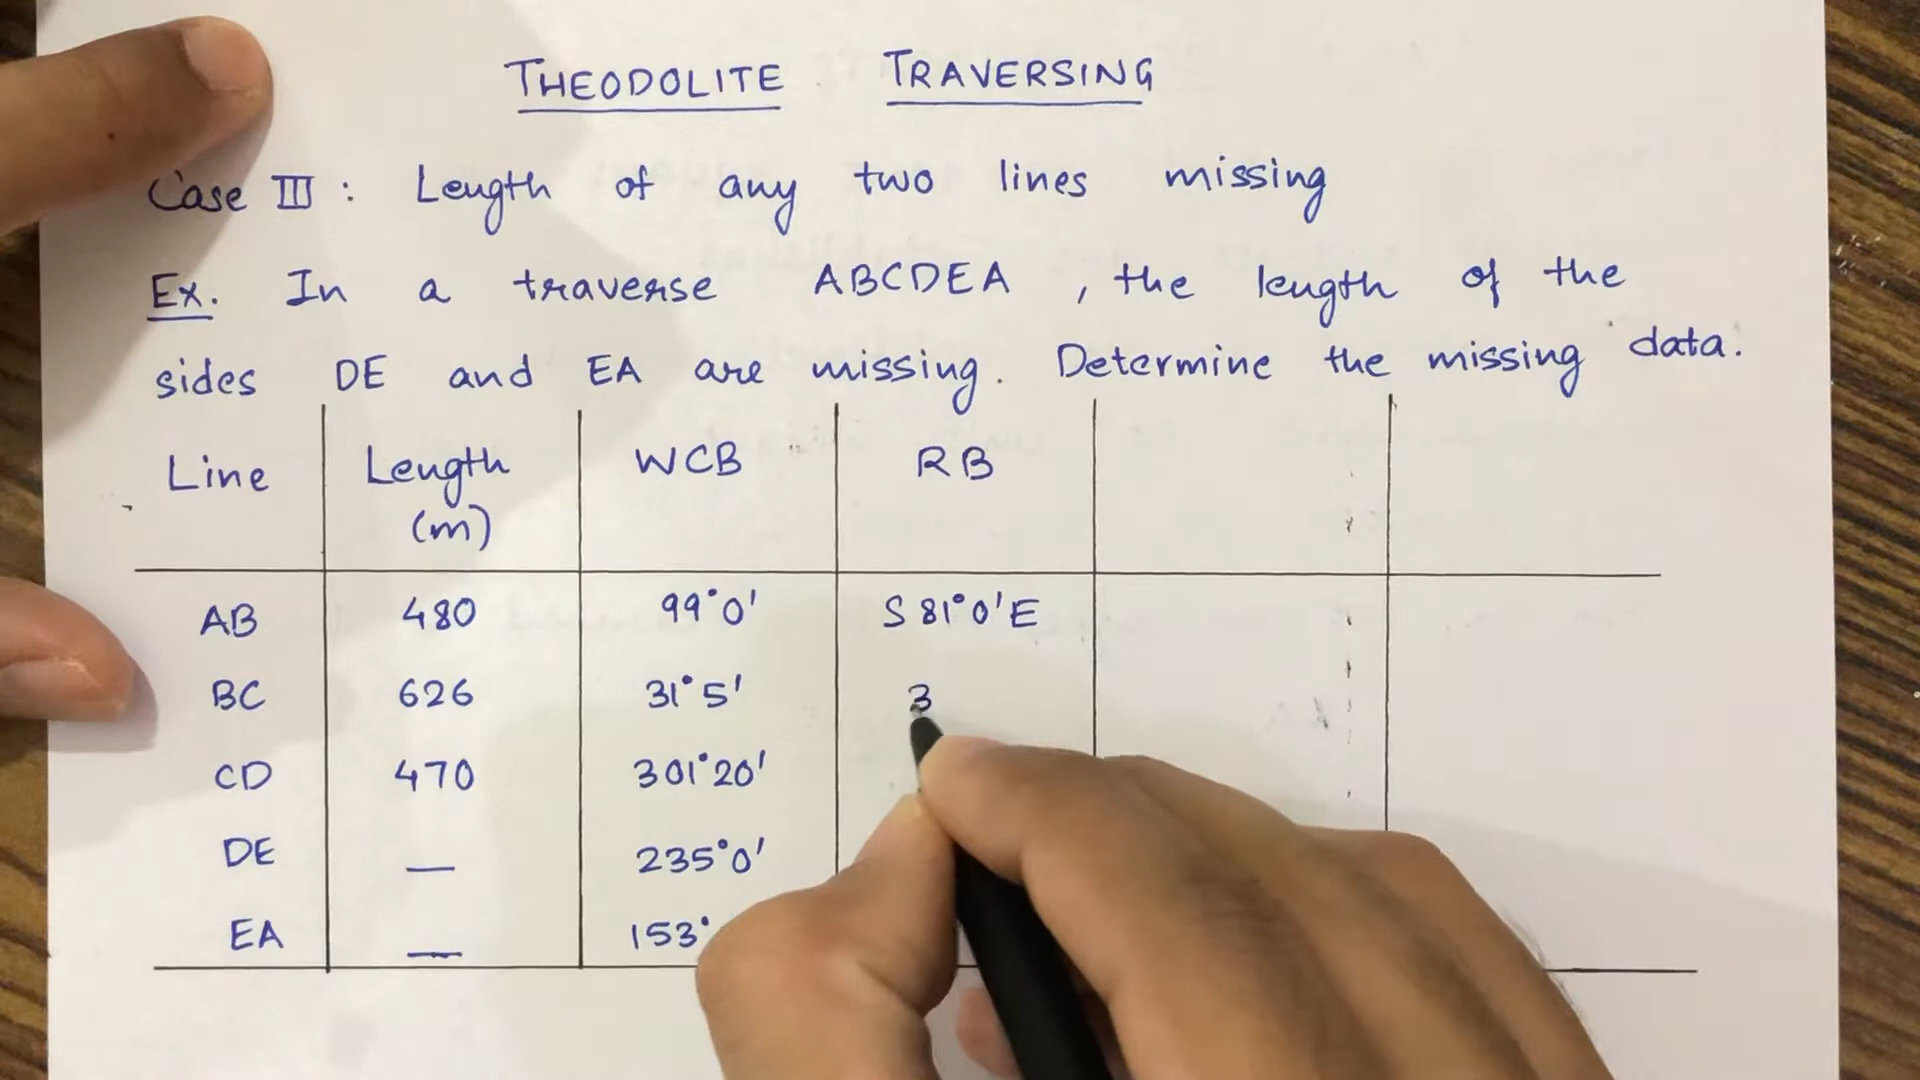 THEODOLITE TRAVERSING
Case III : Length of any two lines missing
Ex. In a traverse ABCDEA , the length of the
sides DE and EA are missing. Determine the missing data.
Line Length (m) WCB RB
AB 480 99°0' S 81°0'E
BC 626 31°5' 3
CD 470 301°20'
DE — 235°0'
EA — 153°